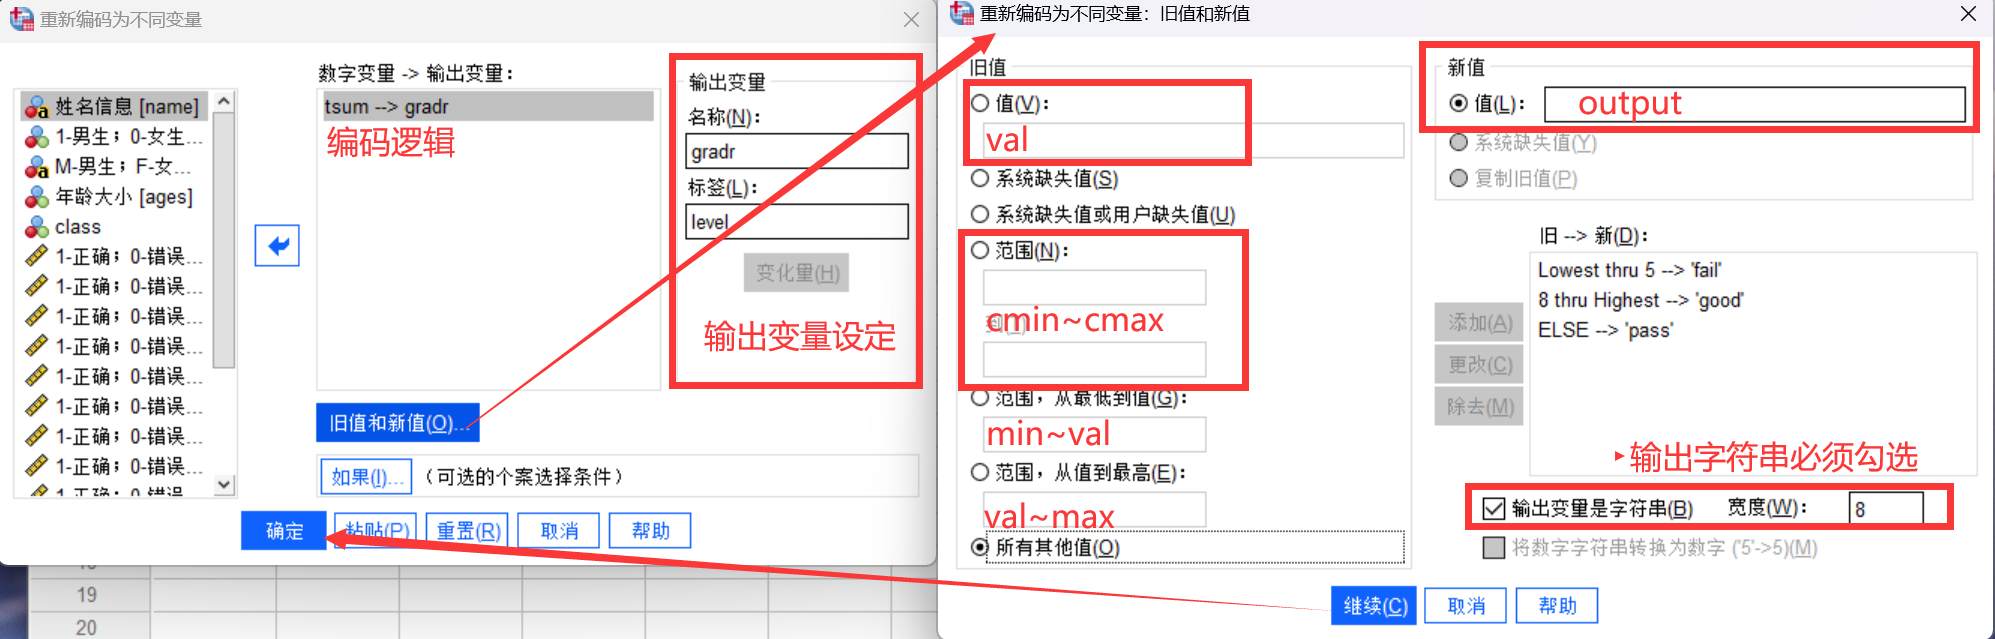 重新编码为不同变量
数字变量 -> 输出变量：
姓名信息 [name]
1-男生；0-女生...
M-男生；F-女...
年龄大小 [ages]
class
1-正确；0-错误...
1-正确；0-错误...
1-正确；0-错误...
1-正确；0-错误...
1-正确；0-错误...
1-正确；0-错误...
1-正确；0-错误...
1-正确；0-错误...
tsum --> gradr
编码逻辑
输出变量
名称(N)：
gradr
标签(L)：
level
变化量(H)
输出变量设定
旧值和新值(O)...
如果(I)...
（可选的个案选择条件）
确定
粘贴(P)
重置(R)
取消
帮助
19
20
重新编码为不同变量：旧值和新值
旧值
值(V)：
val
系统缺失值(S)
系统缺失值或用户缺失值(U)
范围(N)：
到(T)
cmin~cmax
范围，从最低到值(G)：
min~val
范围，从值到最高(E)：
val~max
所有其他值(O)
新值
值(L)：
output
系统缺失值(Y)
复制旧值(P)
旧 --> 新(D)：
Lowest thru 5 --> 'fail'
8 thru Highest --> 'good'
ELSE --> 'pass'
添加(A)
更改(C)
除去(M)
输出字符串必须勾选
输出变量是字符串(B)
宽度(W)：
8
将数字字符串转换为数字 ('5'->5)(M)
继续(C)
取消
帮助